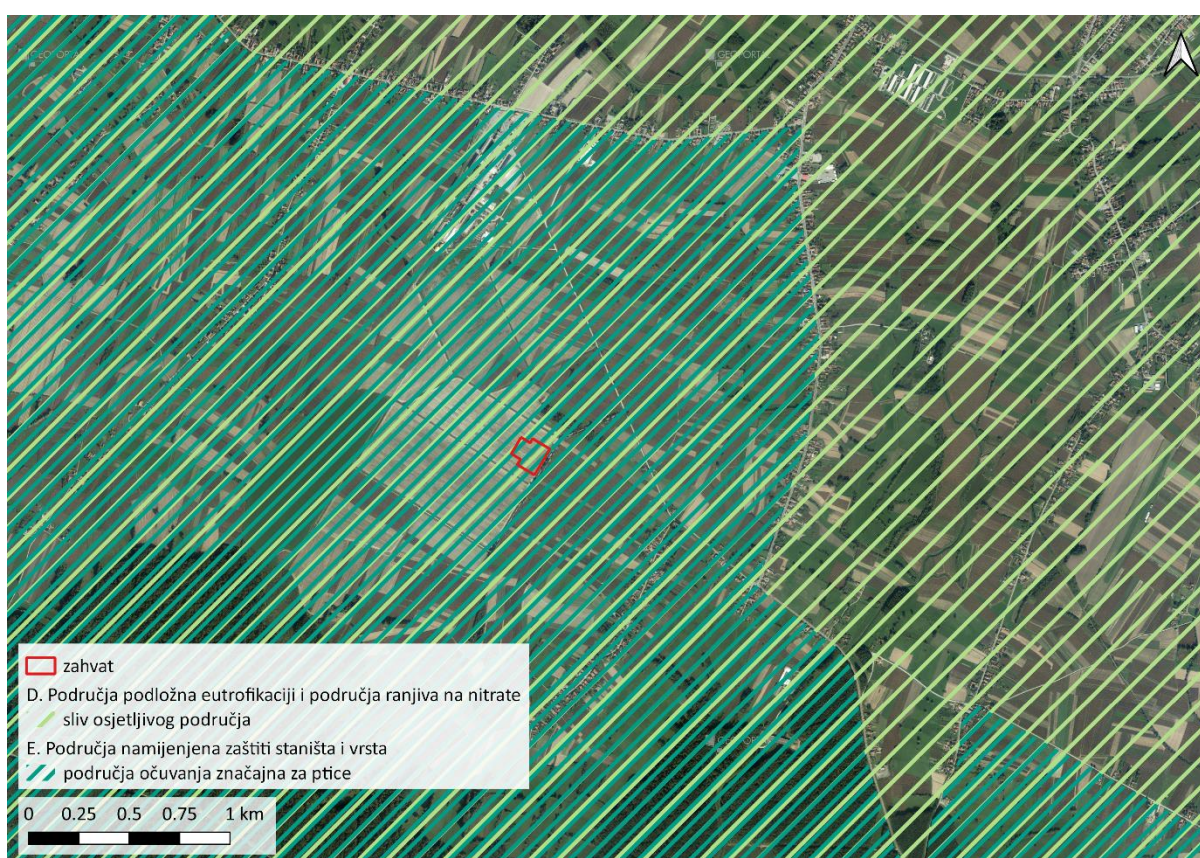 GEOPORTAL
zahvat
D. Područja podložna eutrofikaciji i područja ranjiva na nitrate
sliv osjetljivog područja
E. Područja namijenjena zaštiti staništa i vrsta
područja očuvanja značajna za ptice
0 0.25 0.5 0.75 1 km